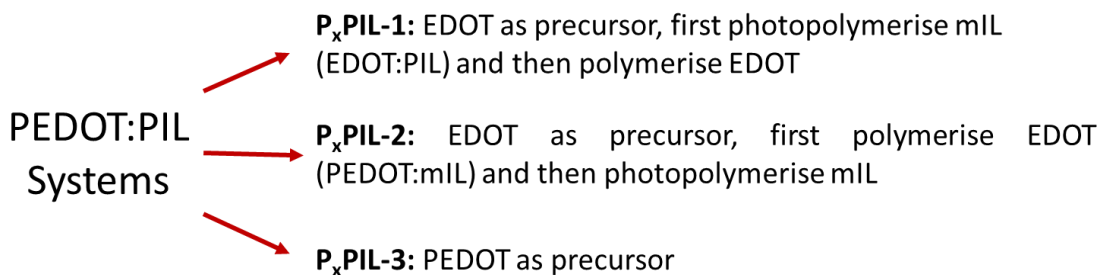 PEDOT:PIL
Systems
PxPIL-1: EDOT as precursor, first photopolymerise mIL
(EDOT:PIL) and then polymerise EDOT
PxPIL-2: EDOT as precursor, first polymerise EDOT
(PEDOT:mIL) and then photopolymerise mIL
PxPIL-3: PEDOT as precursor